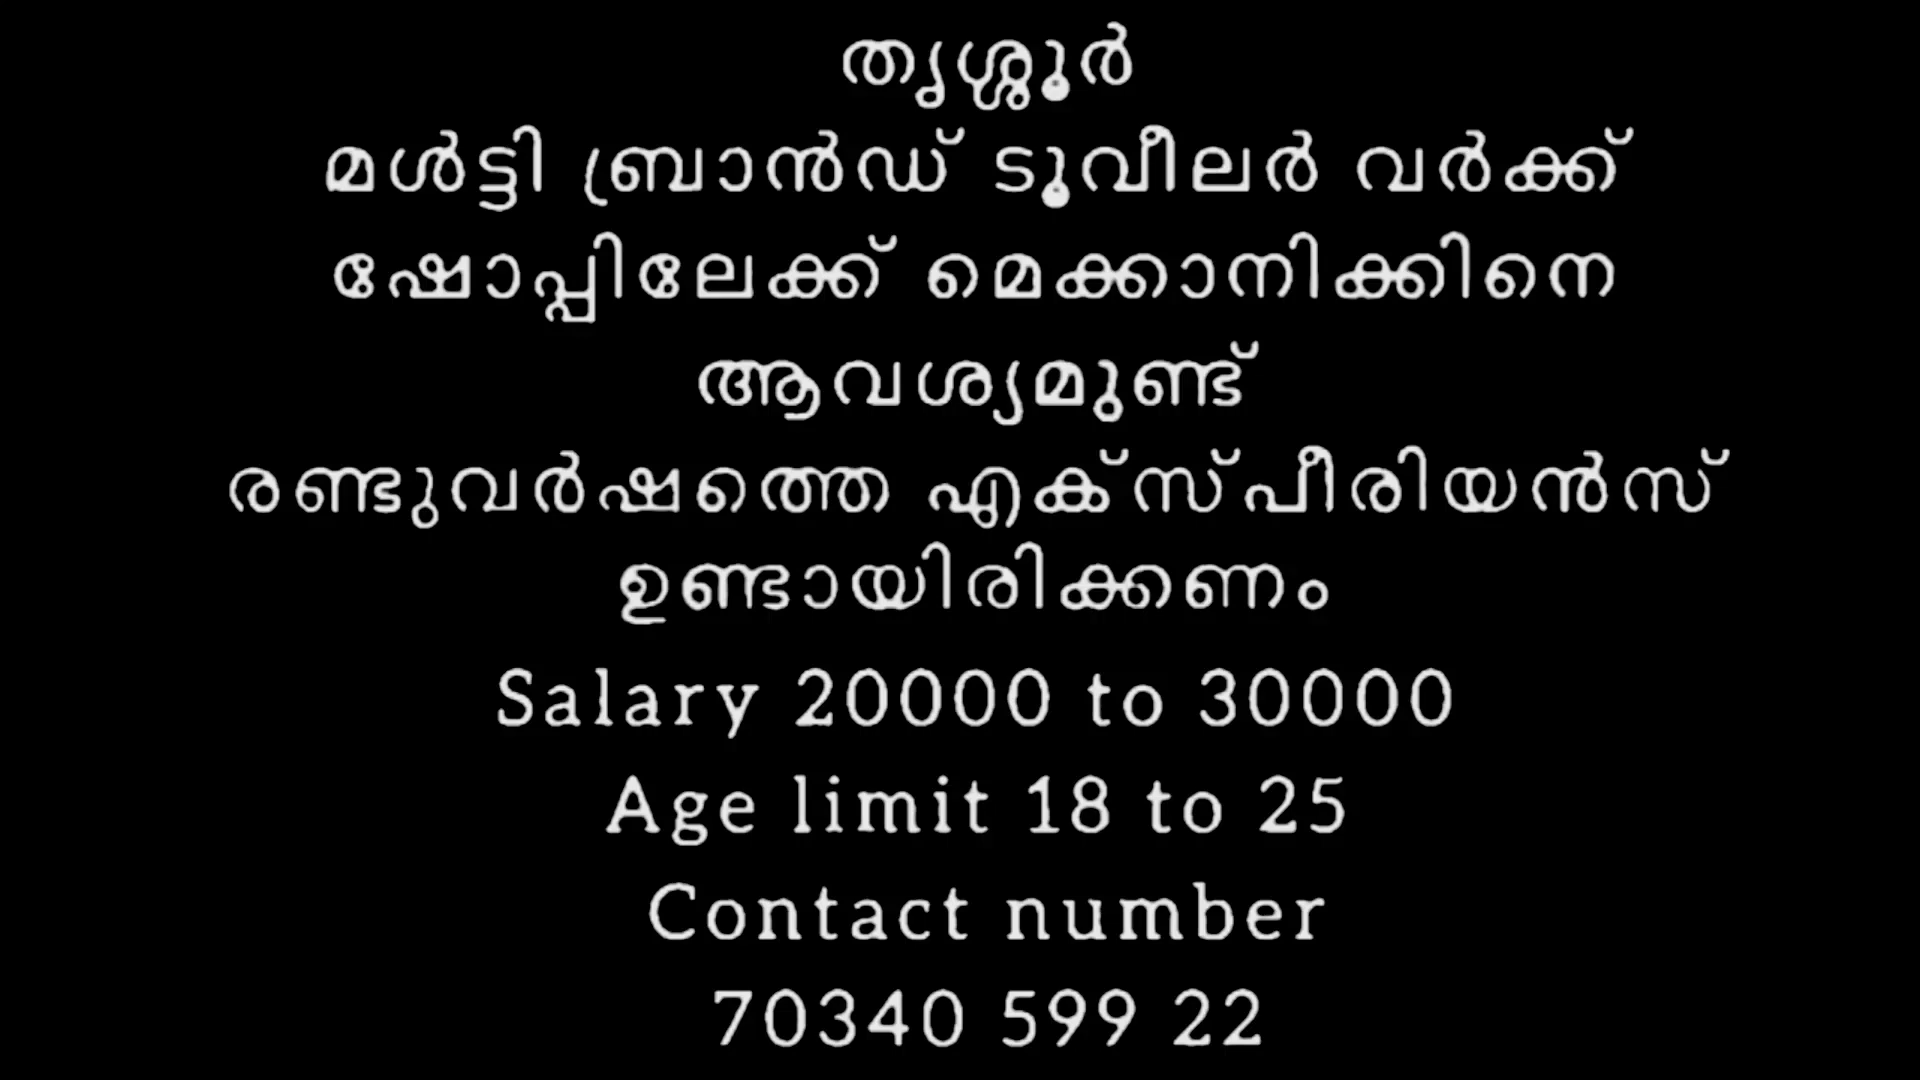 തൃശ്ശൂർ
മൾട്ടി ബ്രാൻഡ് ടൂവീലർ വർക്ക്
ഷോപ്പിലേക്ക് മെക്കാനിക്കിനെ
ആവശ്യമുണ്ട്
രണ്ടുവർഷത്തെ എക്സ്പീരിയൻസ്
ഉണ്ടായിരിക്കണം
Salary 20000 to 30000
Age limit 18 to 25
Contact number
70340 599 22